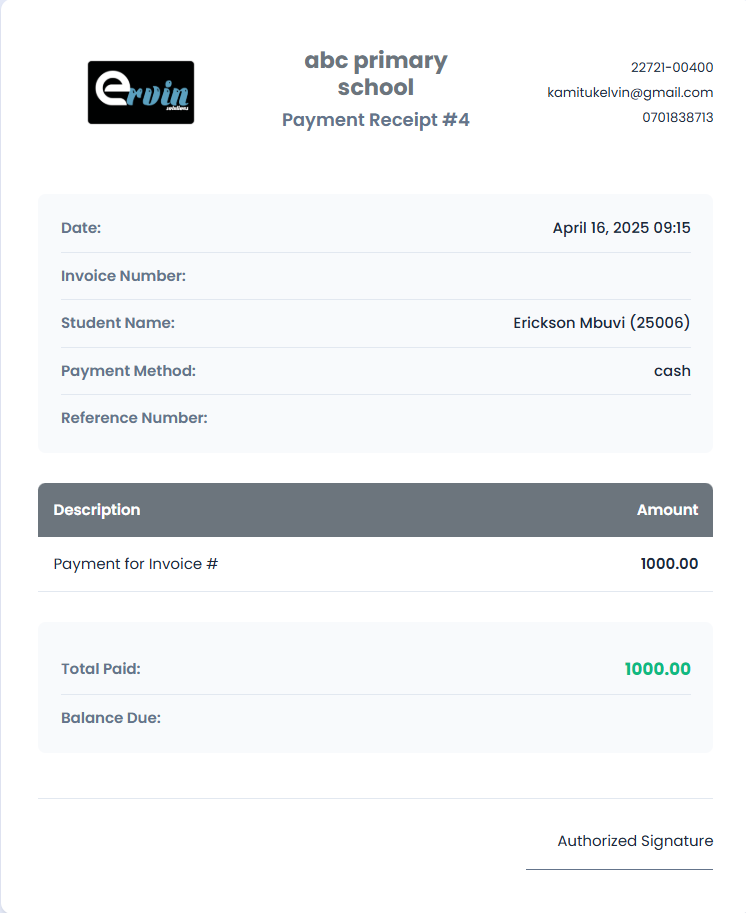 ervin
solutions
abc primary
school
Payment Receipt #4
22721-00400
kamitukelvin@gmail.com
0701838713
Date: April 16, 2025 09:15
Invoice Number:
Student Name: Erickson Mbuvi (25006)
Payment Method: cash
Reference Number:
Description Amount
Payment for Invoice # 1000.00
Total Paid: 1000.00
Balance Due:
Authorized Signature